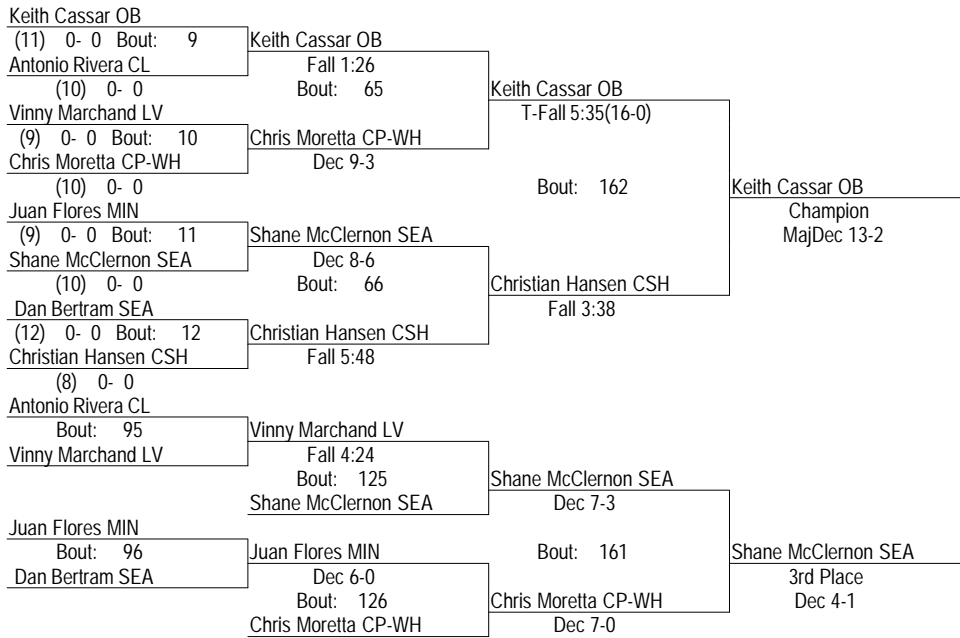 Keith Cassar OB
(11) 0- 0 Bout: 9
Keith Cassar OB
Antonio Rivera CL
Fall 1:26
(10) 0- 0
Bout: 65
Keith Cassar OB
Vinny Marchand LV
T-Fall 5:35(16-0)
(9) 0- 0 Bout: 10
Chris Moretta CP-WH
Chris Moretta CP-WH
Dec 9-3
(10) 0- 0
Bout: 162
Keith Cassar OB
Juan Flores MIN
Champion
(9) 0- 0 Bout: 11
Shane McClernon SEA
MajDec 13-2
Shane McClernon SEA
Dec 8-6
(10) 0- 0
Bout: 66
Christian Hansen CSH
Dan Bertram SEA
Fall 3:38
(12) 0- 0 Bout: 12
Christian Hansen CSH
Christian Hansen CSH
Fall 5:48
(8) 0- 0
Antonio Rivera CL
Bout: 95
Vinny Marchand LV
Vinny Marchand LV
Fall 4:24
Bout: 125
Shane McClernon SEA
Shane McClernon SEA
Dec 7-3
Juan Flores MIN
Bout: 96
Juan Flores MIN
Bout: 161
Shane McClernon SEA
Dan Bertram SEA
Dec 6-0
3rd Place
Bout: 126
Chris Moretta CP-WH
Dec 4-1
Chris Moretta CP-WH
Dec 7-0